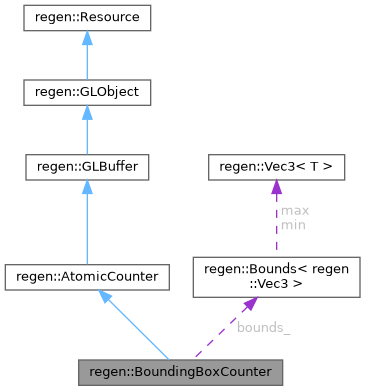 regen::Resource
regen::GLObject
regen::GLBuffer
regen::Vec3< T >
max
min
regen::AtomicCounter
regen::Bounds< regen
::Vec3 >
bounds_
regen::BoundingBoxCounter